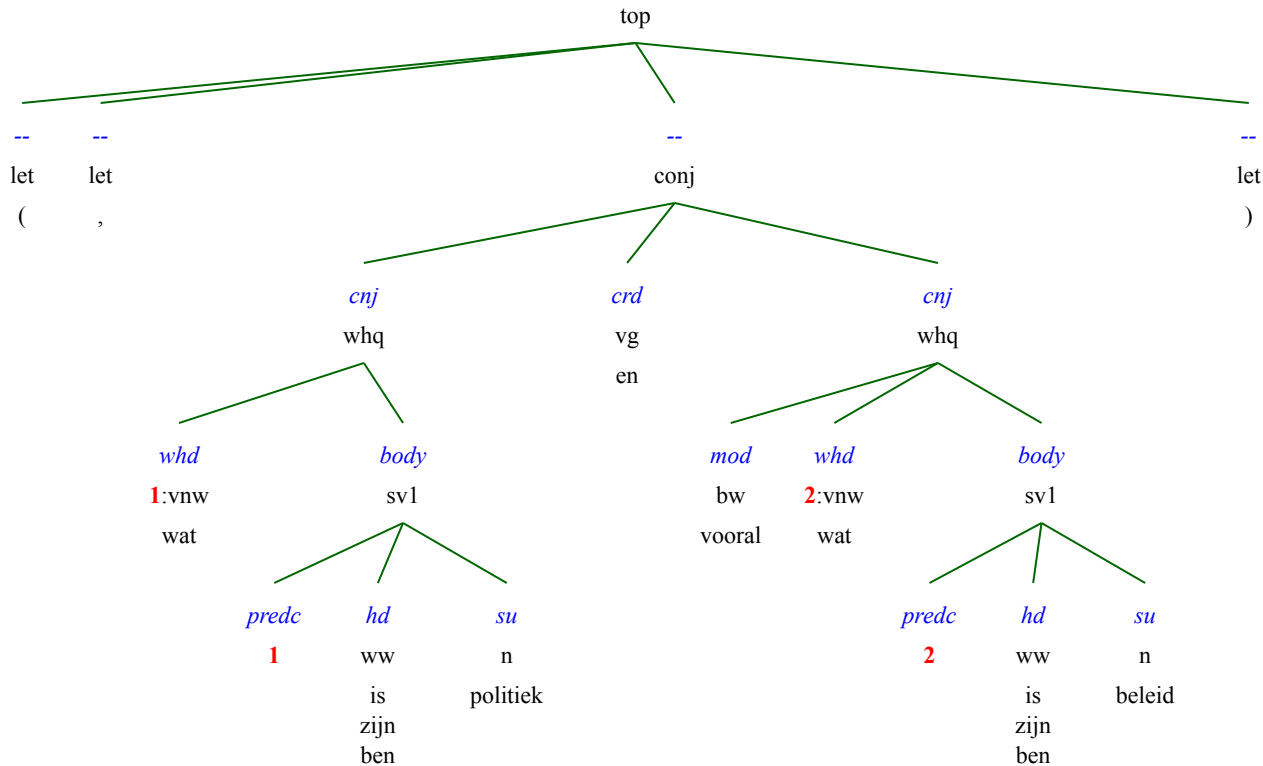 top
-- -- -- --
let let conj let
( , )
cnj crd cnj
whq vg whq
en
whd body mod whd body
1:vnw sv1 bw 2:vnw sv1
wat vooral wat
predc hd su predc hd su
1 ww n 2 ww n
is politiek is beleid
zijn zijn
ben ben